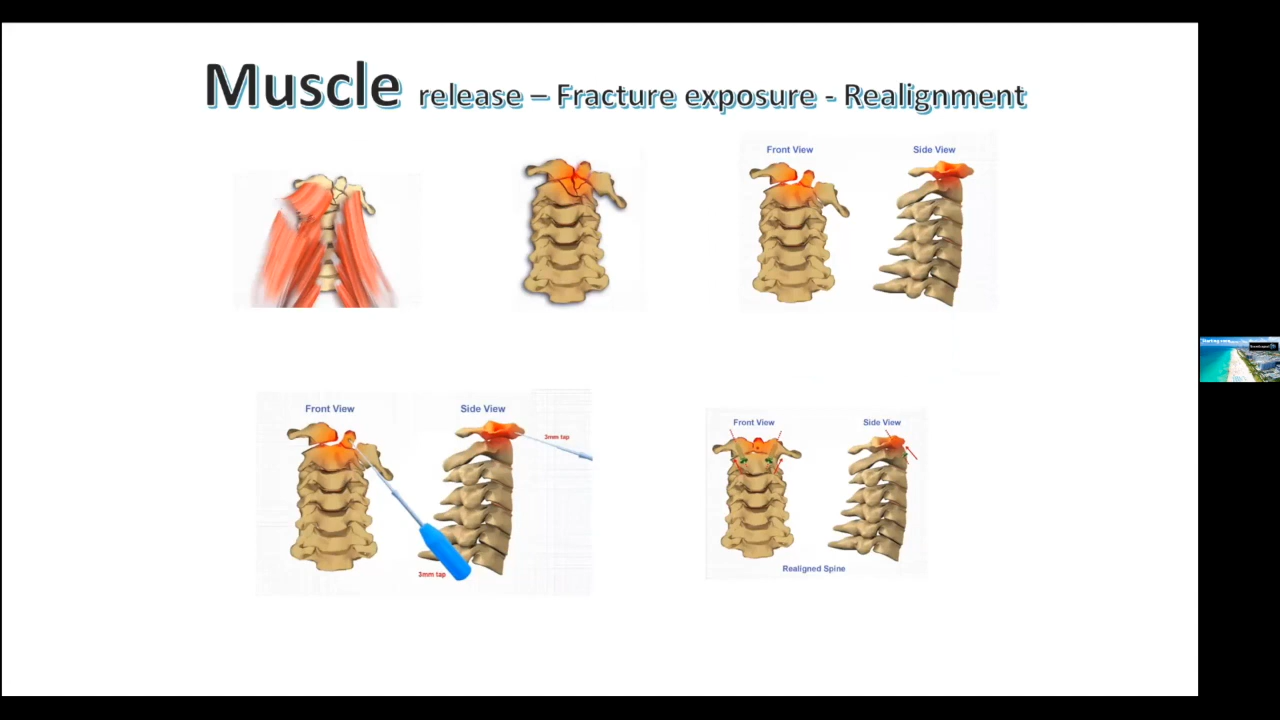 Muscle release – Fracture exposure - Realignment
Front View
Side View
Front View
Side View
3mm tap
3mm tap
Front View
Side View
Realigned Spine